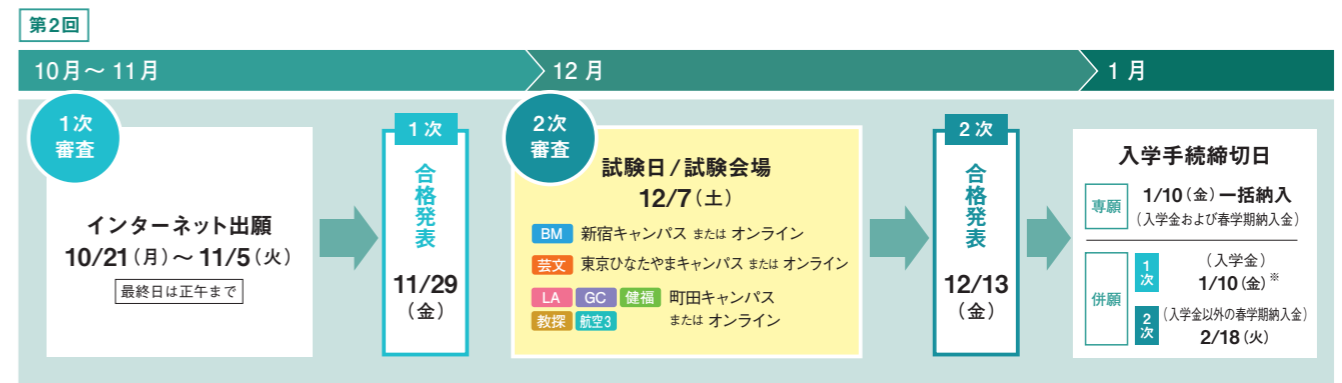 第2回
10月～11月
12月
1月
1次
審査
インターネット出願
10/21（月）～11/5（火）
最終日は正午まで
1次
合格発表
11/29
（金）
2次
審査
試験日/試験会場
12/7（土）
BM 新宿キャンパス または オンライン
芸文 東京ひなたやまキャンパス または オンライン
LA GC 健福 町田キャンパス
教探 航空3 または オンライン
2次
合格発表
12/13
（金）
入学手続締切日
専願
1/10（金）一括納入
（入学金および春学期納入金）
併願
1次
（入学金）
1/10（金）※
2次
（入学金以外の春学期納入金）
2/18（火）